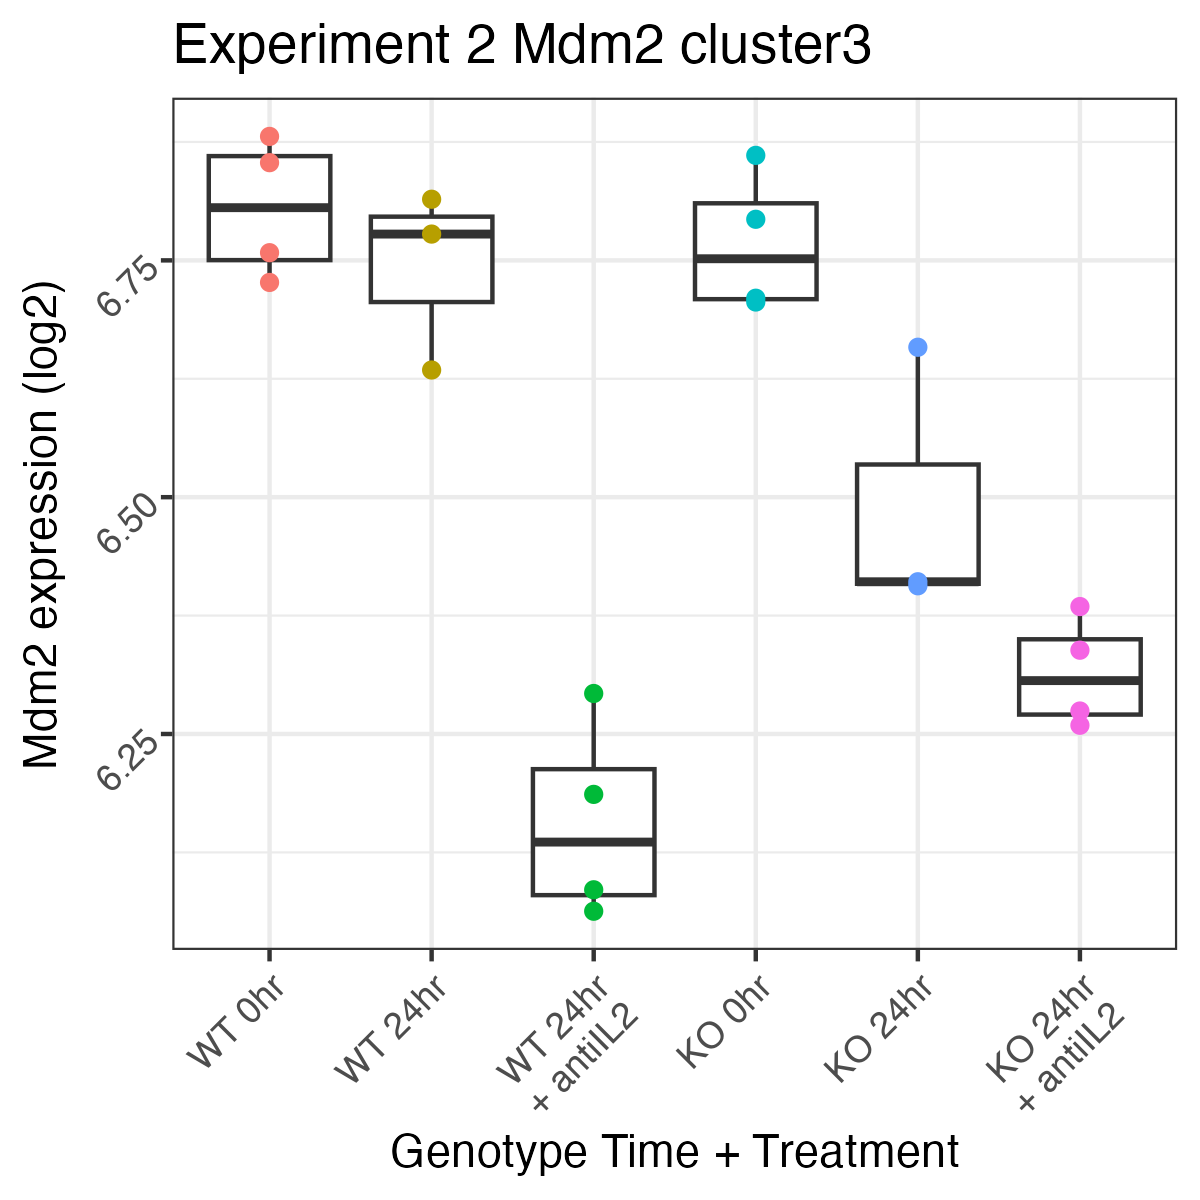 Experiment 2 Mdm2 cluster3
Mdm2 expression (log2)
6.75
6.50
6.25
WT 0hr
WT 24hr
WT 24hr
+ antiIL2
KO 0hr
KO 24hr
KO 24hr
+ antiIL2
Genotype Time + Treatment